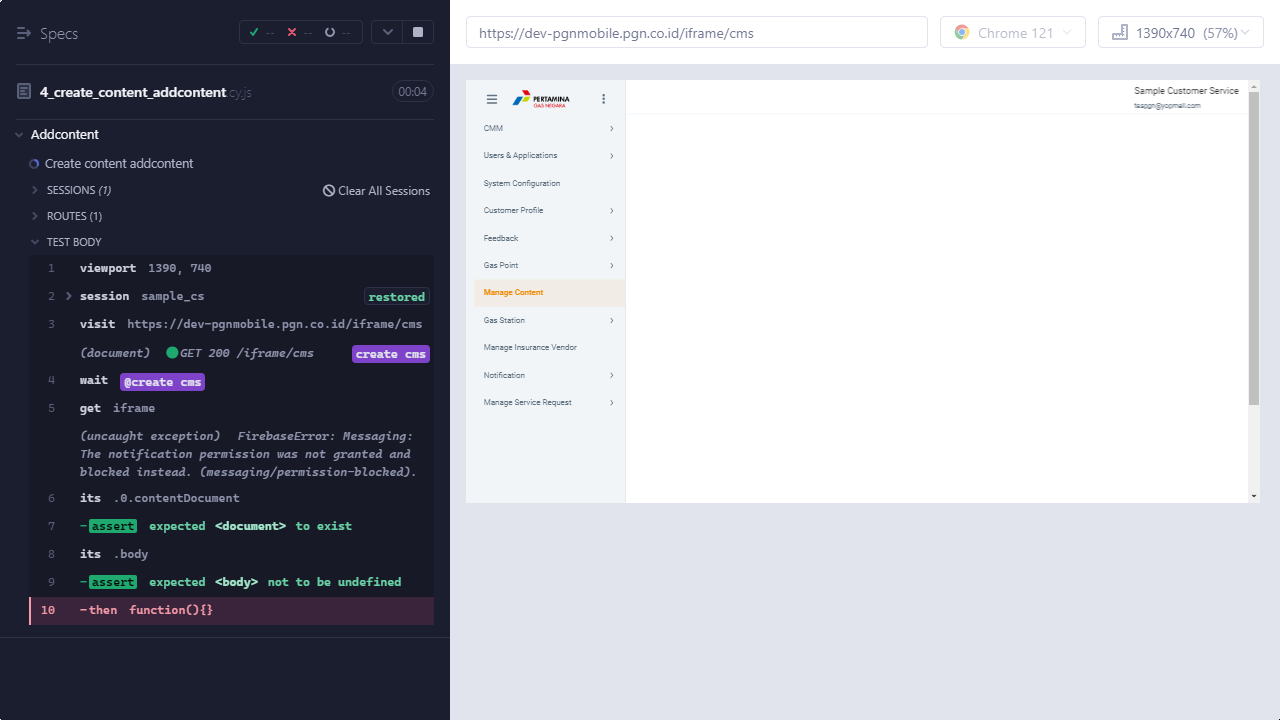 Specs
-- -- --
4_create_content_addcontent.cy.js 00:04
Addcontent
Create content addcontent
SESSIONS (1) Clear All Sessions
ROUTES (1)
TEST BODY
1 viewport 1390, 740
2 session sample_cs restored
3 visit https://dev-pgnmobile.pgn.co.id/iframe/cms
(document) GET 200 /iframe/cms create cms
4 wait @create cms
5 get iframe
(uncaught exception) FirebaseError: Messaging:
The notification permission was not granted and
blocked instead. (messaging/permission-blocked).
6 its .0.contentDocument
7 -assert expected <document> to exist
8 its .body
9 -assert expected <body> not to be undefined
10 -then function(){}
https://dev-pgnmobile.pgn.co.id/iframe/cms
Chrome 121
1390x740 (57%)
PERTAMINA
GAS NEGARA
Sample Customer Service
teapgn@yopmail.com
CMM
Users & Applications
System Configuration
Customer Profile
Feedback
Gas Point
Manage Content
Gas Station
Manage Insurance Vendor
Notification
Manage Service Request